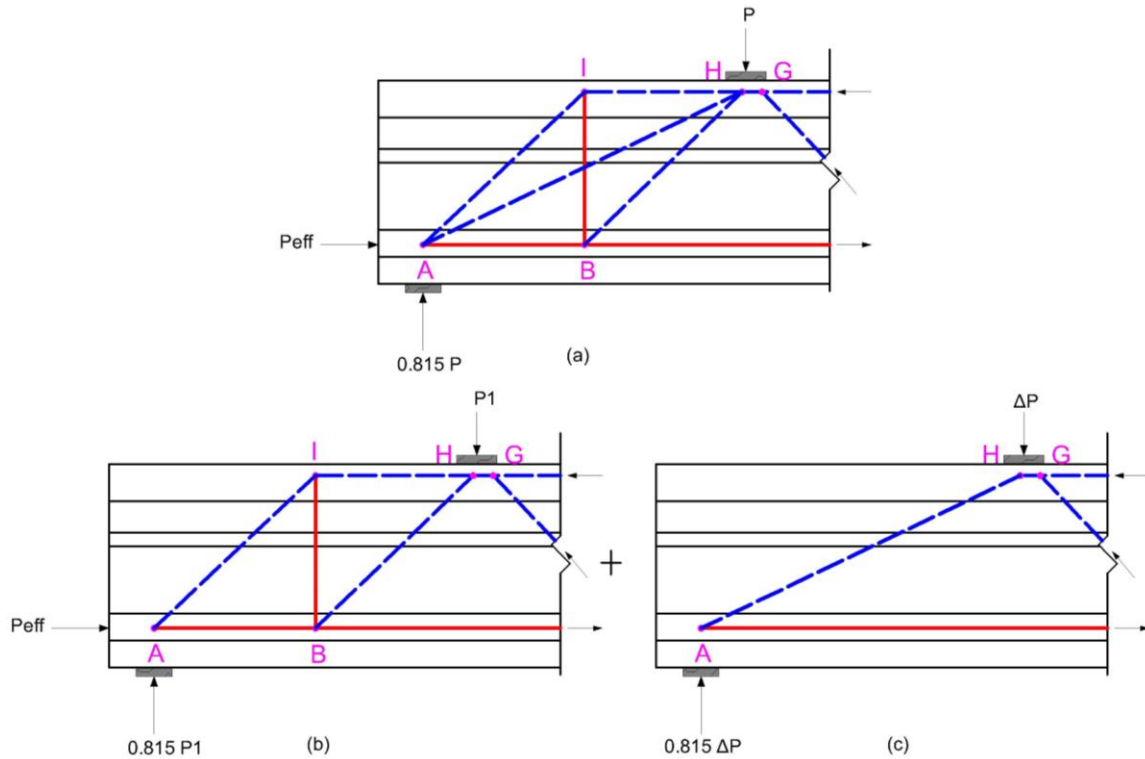 P
I
H G
Peff
A B
0.815 P
(a)
P1 ΔP
I
H G H G
+
Peff
A B A
0.815 P1 (b) 0.815 ΔP (c)